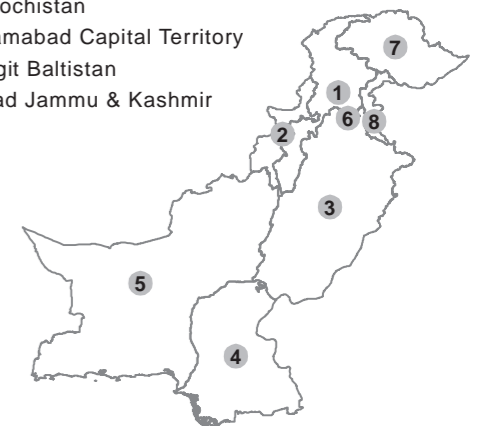 ochistan
amabad Capital Territory
git Baltistan
ad Jammu & Kashmir
7
1
6 8
2
3
5
4